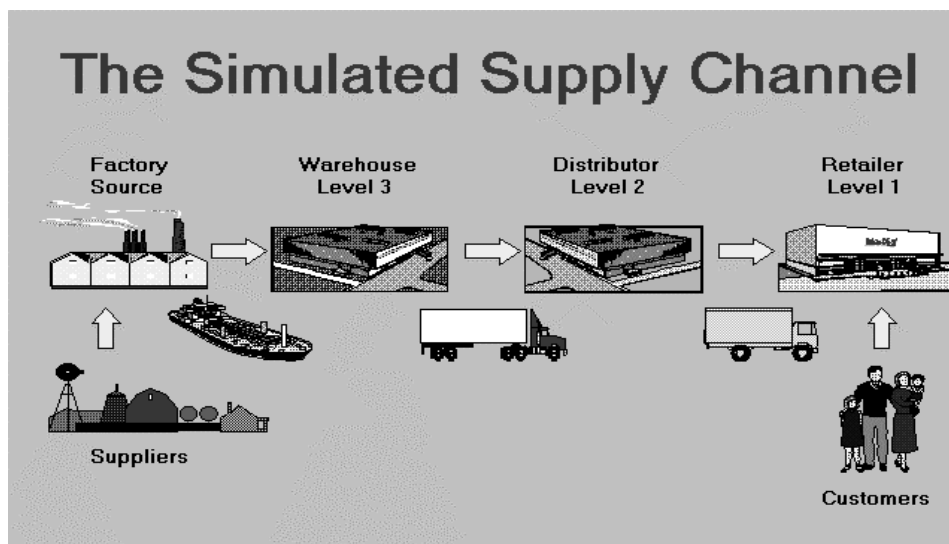 The Simulated Supply Channel
Factory
Source
Warehouse
Level 3
Distributor
Level 2
Retailer
Level 1
Suppliers
Customers